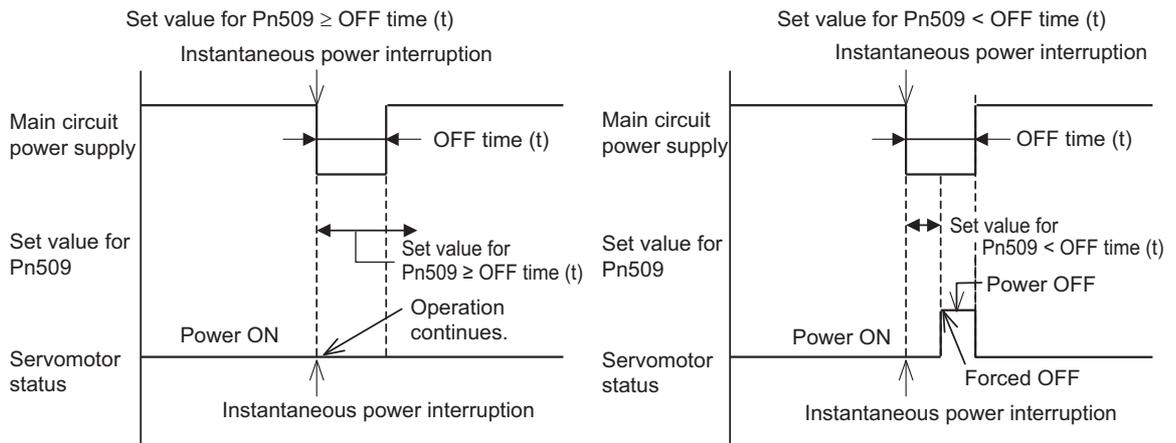 Set value for Pn509 ≥ OFF time (t)
Instantaneous power interruption
Main circuit
power supply
OFF time (t)
Set value for
Pn509
Set value for
Pn509 ≥ OFF time (t)
Operation
continues.
Power ON
Servomotor
status
Instantaneous power interruption
Set value for Pn509 < OFF time (t)
Instantaneous power interruption
Main circuit
power supply
OFF time (t)
Set value for
Pn509
Set value for
Pn509 < OFF time (t)
Power OFF
Power ON
Servomotor
status
Forced OFF
Instantaneous power interruption